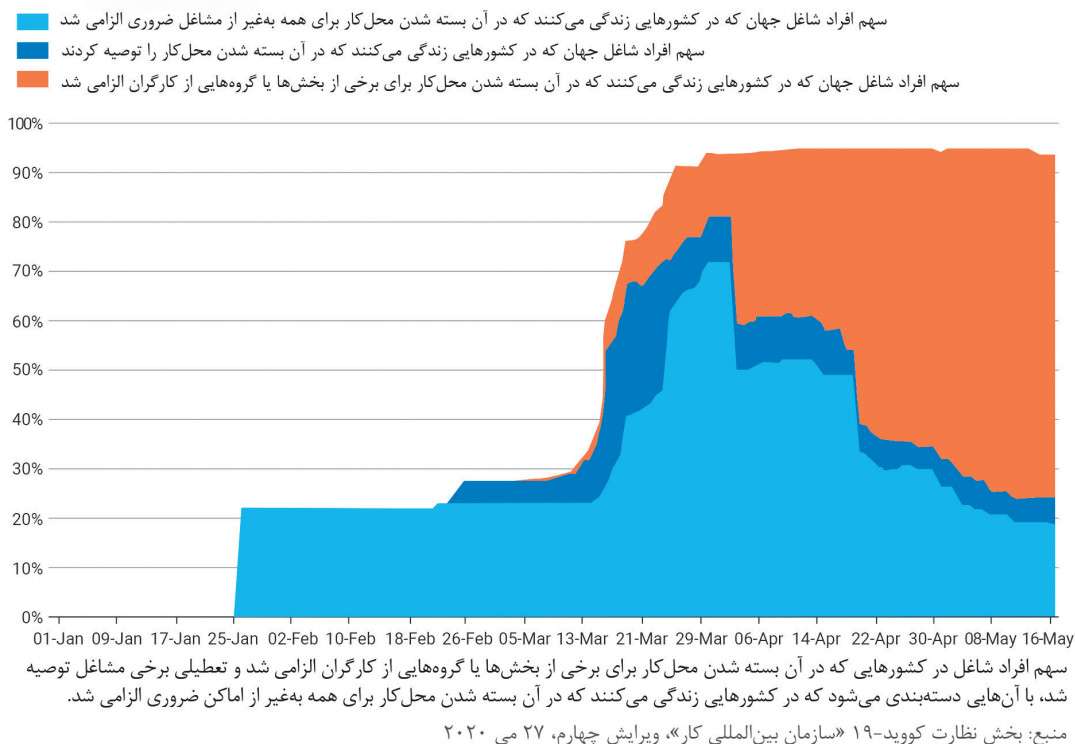 سهم افراد شاغل جهان که در کشورهایی زندگی می‌کنند که در آن بسته شدن محل‌کار برای همه به‌غیر از مشاغل ضروری الزامی شد
سهم افراد شاغل جهان که در کشورهایی زندگی می‌کنند که در آن بسته شدن محل‌کار را توصیه کردند
سهم افراد شاغل جهان که در کشورهایی زندگی می‌کنند که در آن بسته شدن محل‌کار برای برخی از بخش‌ها یا گروه‌هایی از کارگران الزامی شد
100%
90%
80%
70%
60%
50%
40%
30%
20%
10%
0%
01-Jan 09-Jan 17-Jan 25-Jan 02-Feb 10-Feb 18-Feb 26-Feb 05-Mar 13-Mar 21-Mar 29-Mar 06-Apr 14-Apr 22-Apr 30-Apr 08-May 16-May
سهم افراد شاغل در کشورهایی که در آن بسته شدن محل‌کار برای برخی از بخش‌ها یا گروه‌هایی از کارگران الزامی شد و تعطیلی برخی مشاغل توصیه
شد، با آن‌هایی دسته‌بندی می‌شود که در کشورهایی زندگی می‌کنند که در آن بسته شدن محل‌کار برای همه به‌غیر از اماکن ضروری الزامی شد.
منبع: بخش نظارت کووید-۱۹ «سازمان بین‌المللی کار»، ویرایش چهارم، ۲۷ می ۲۰۲۰